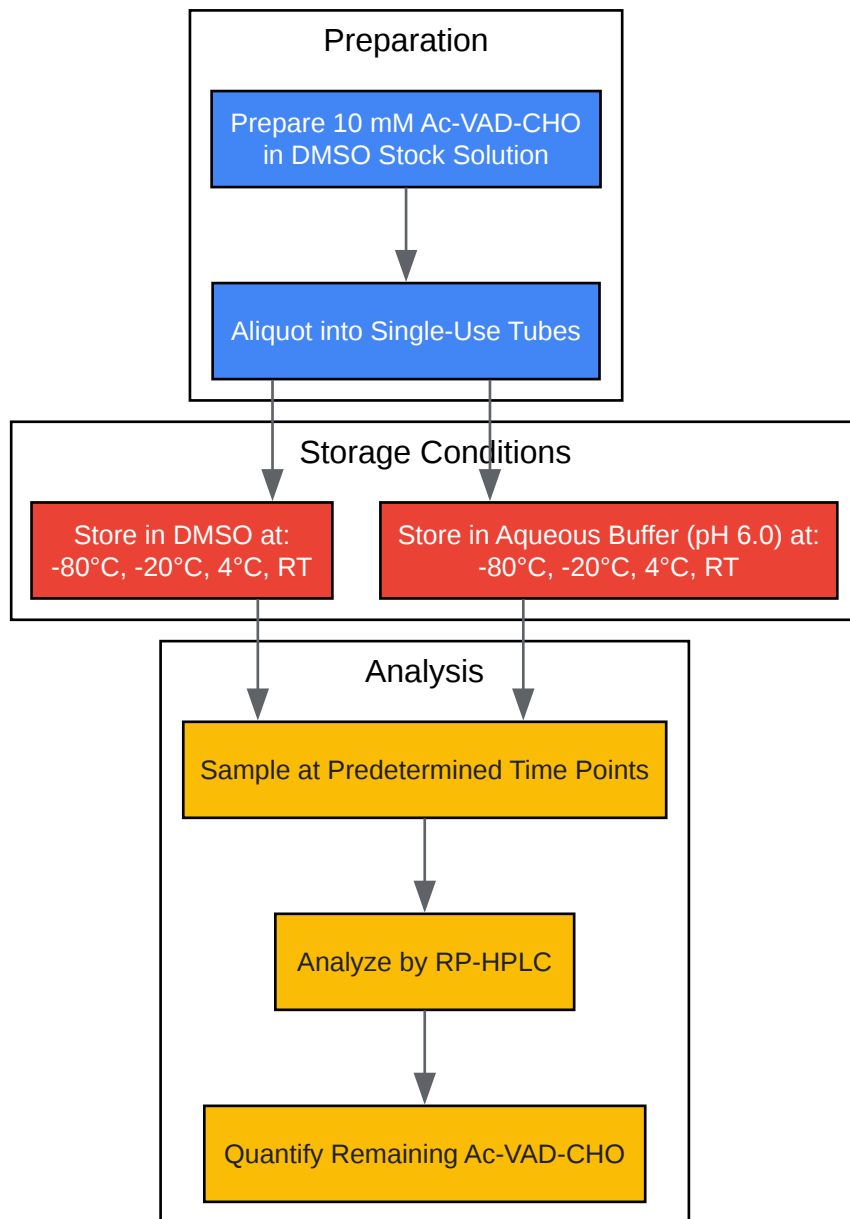 Preparation
Prepare 10 mM Ac-VAD-CHO
in DMSO Stock Solution
Aliquot into Single-Use Tubes
Storage Conditions
Store in DMSO at:
-80°C, -20°C, 4°C, RT
Store in Aqueous Buffer (pH 6.0) at:
-80°C, -20°C, 4°C, RT
Analysis
Sample at Predetermined Time Points
Analyze by RP-HPLC
Quantify Remaining Ac-VAD-CHO